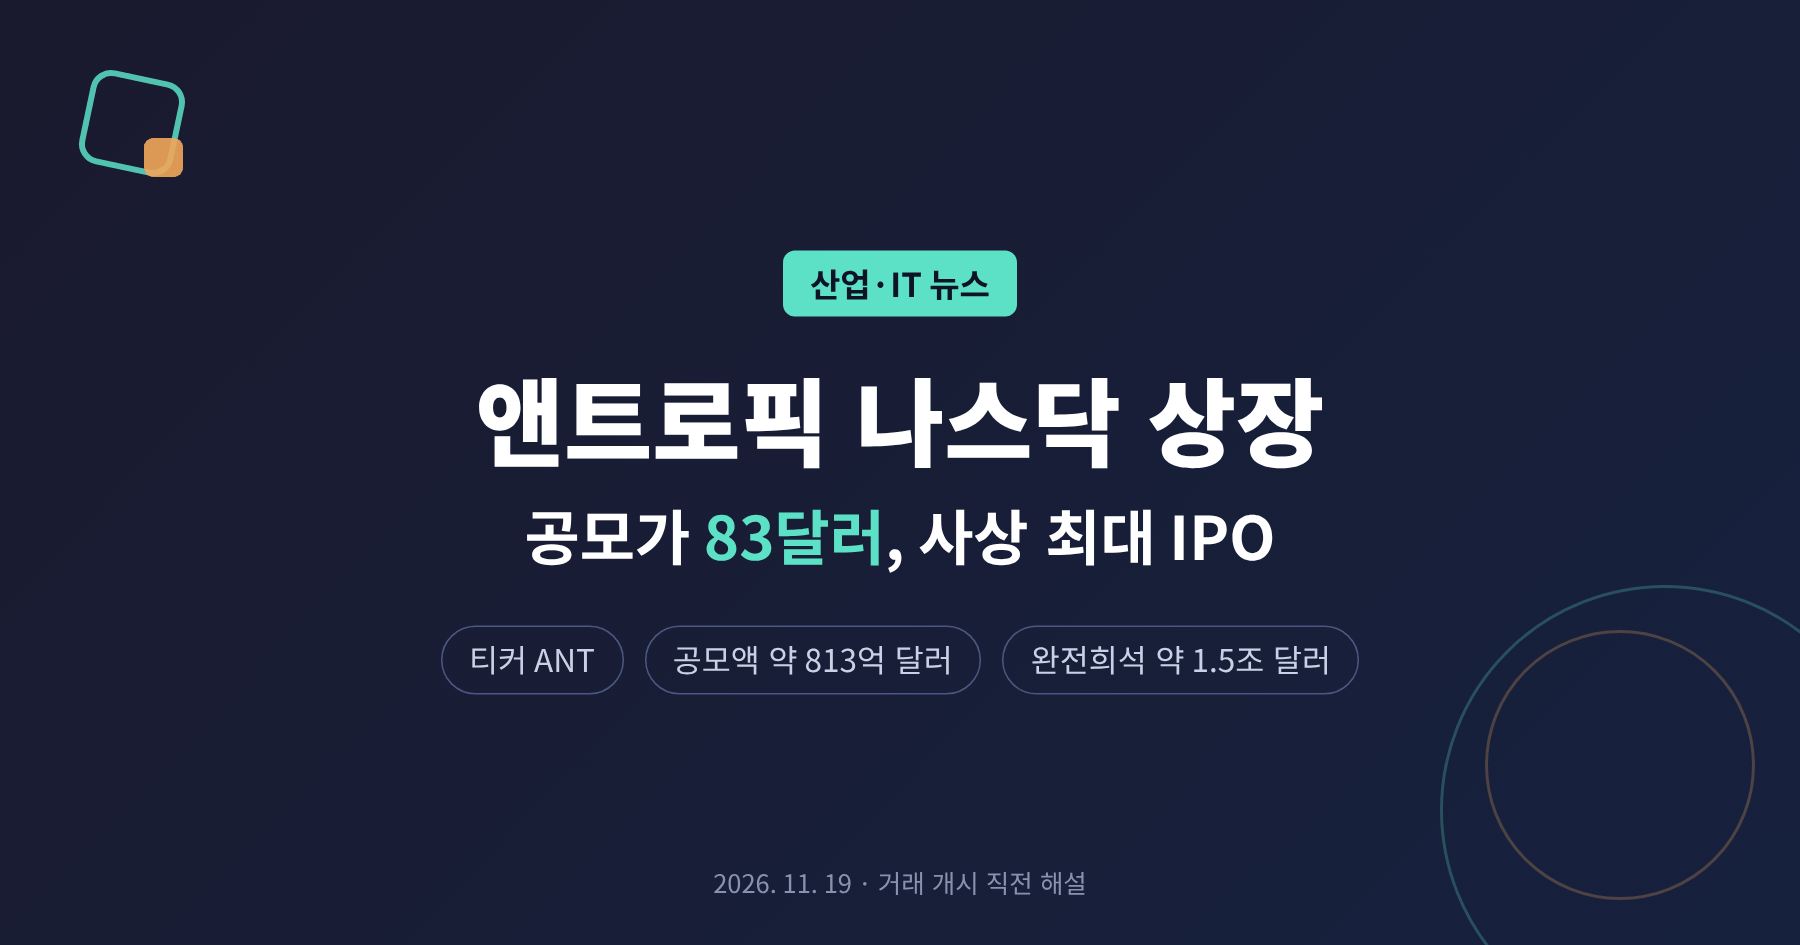 산업·IT 뉴스
앤트로픽 나스닥 상장
공모가 83달러, 사상 최대 IPO
티커 ANT
공모액 약 813억 달러
완전희석 약 1.5조 달러
2026. 11. 19 · 거래 개시 직전 해설